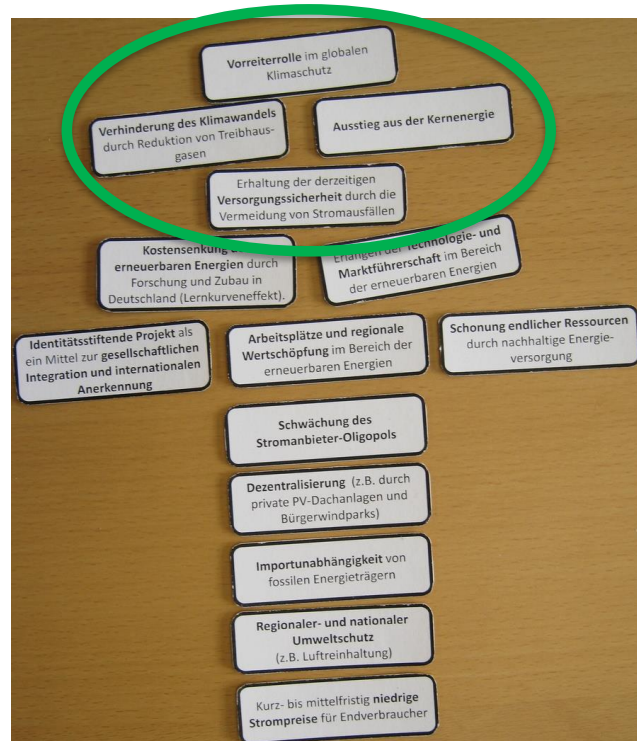 Vorreiterrolle im globalen
Klimaschutz
Verhinderung des Klimawandels
durch Reduktion von Treibhaus-
gasen
Ausstieg aus der Kernenergie
Erhaltung der derzeitigen
Versorgungssicherheit durch die
Vermeidung von Stromausfällen
Kostensenkung
erneuerbaren Energien durch
Forschung und Zubau in
Deutschland (Lernkurveneffekt).
Erlangen der Technologie- und
Marktführerschaft im Bereich
der erneuerbaren Energien
Identitätsstiftende Projekt als
ein Mittel zur gesellschaftlichen
Integration und internationalen
Anerkennung
Arbeitsplätze und regionale
Wertschöpfung im Bereich der
erneuerbaren Energien
Schonung endlicher Ressourcen
durch nachhaltige Energie-
versorgung
Schwächung des
Stromanbieter-Oligopols
Dezentralisierung (z.B. durch
private PV-Dachanlagen und
Bürgerwindparks)
Importunabhängigkeit von
fossilen Energieträgern
Regionaler- und nationaler
Umweltschutz
(z.B. Luftreinhaltung)
Kurz- bis mittelfristig niedrige
Strompreise für Endverbraucher